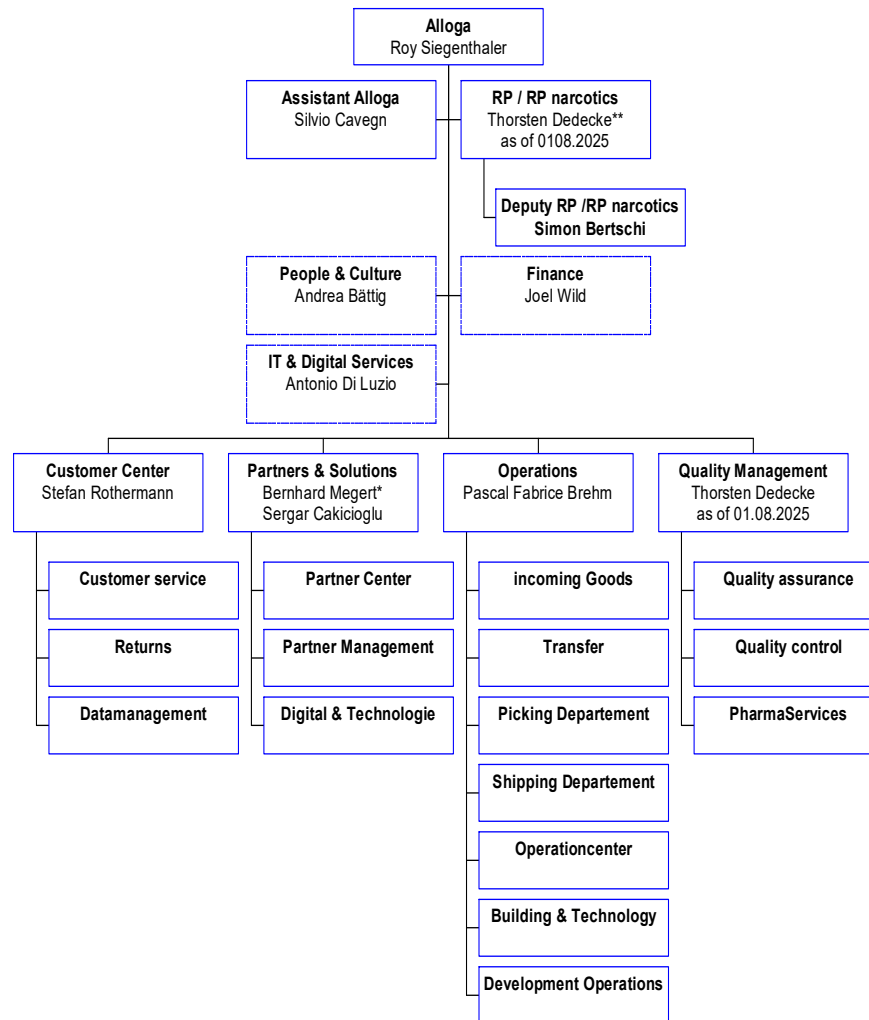 Alloga
Roy Siegenthaler
Assistant Alloga
Silvio Cavegn
RP / RP narcotics
Thorsten Dedecke**
as of 0108.2025
Deputy RP /RP narcotics
Simon Bertschi
People & Culture
Andrea Bättig
Finance
Joel Wild
IT & Digital Services
Antonio Di Luzio
Customer Center
Stefan Rothermann
Partners & Solutions
Bernhard Megert*
Sergar Cakicioglu
Operations
Pascal Fabrice Brehm
Quality Management
Thorsten Dedecke
as of 01.08.2025
Customer service
Returns
Datamanagement
Partner Center
Partner Management
Digital & Technologie
incoming Goods
Transfer
Picking Departement
Shipping Departement
Operationcenter
Building & Technology
Development Operations
Quality assurance
Quality control
PharmaServices